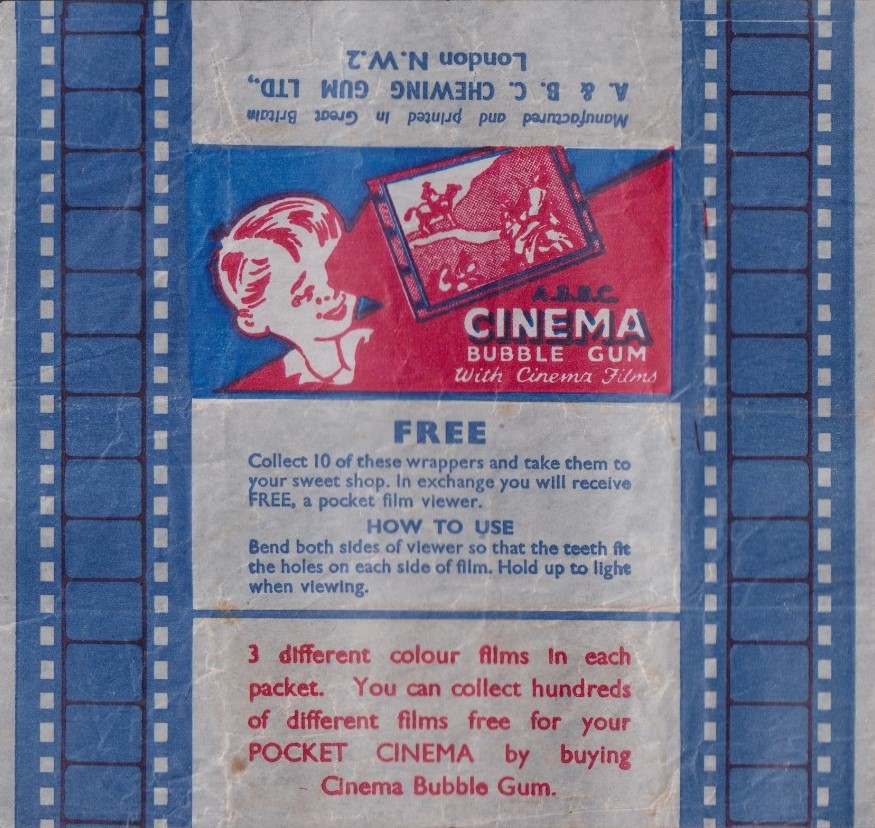 Manufactured and printed in Great Britain
A. & B. C. CHEWING GUM LTD.,
London N.W.2
A.B.B.C.
CINEMA
BUBBLE GUM
With Cinema Films
FREE
Collect 10 of these wrappers and take them to
your sweet shop. In exchange you will receive
FREE, a pocket film viewer.
HOW TO USE
Bend both sides of viewer so that the teeth fit
the holes on each side of film. Hold up to light
when viewing.
3 different colour films in each
packet. You can collect hundreds
of different films free for your
POCKET CINEMA by buying
Cinema Bubble Gum.